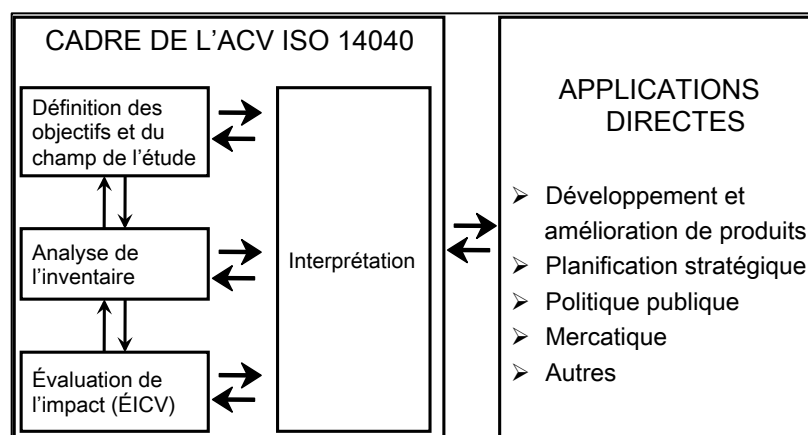 CADRE DE L’ACV ISO 14040
Définition des
objectifs et du
champ de l’étude
Analyse de
l’inventaire
Évaluation de
l’impact (ÉICV)
Interprétation
APPLICATIONS
DIRECTES
➢ Développement et
amélioration de produits
➢ Planification stratégique
➢ Politique publique
➢ Mercatique
➢ Autres